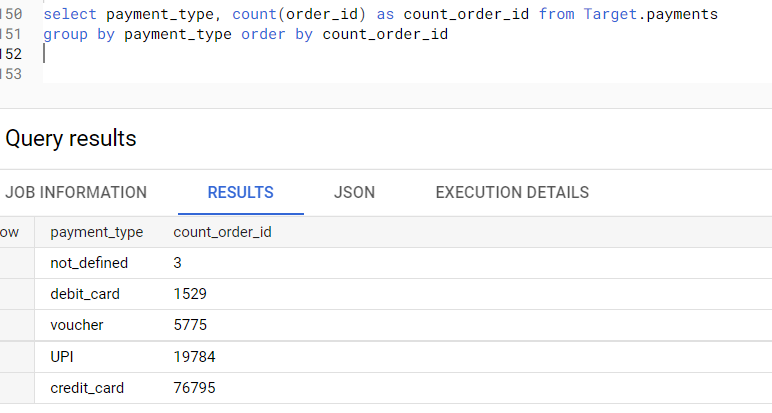 150 select payment_type, count(order_id) as count_order_id from Target.payments
151 group by payment_type order by count_order_id
152
153
Query results
JOB INFORMATION RESULTS JSON EXECUTION DETAILS
ow payment_type count_order_id
not_defined 3
debit_card 1529
voucher 5775
UPI 19784
credit_card 76795